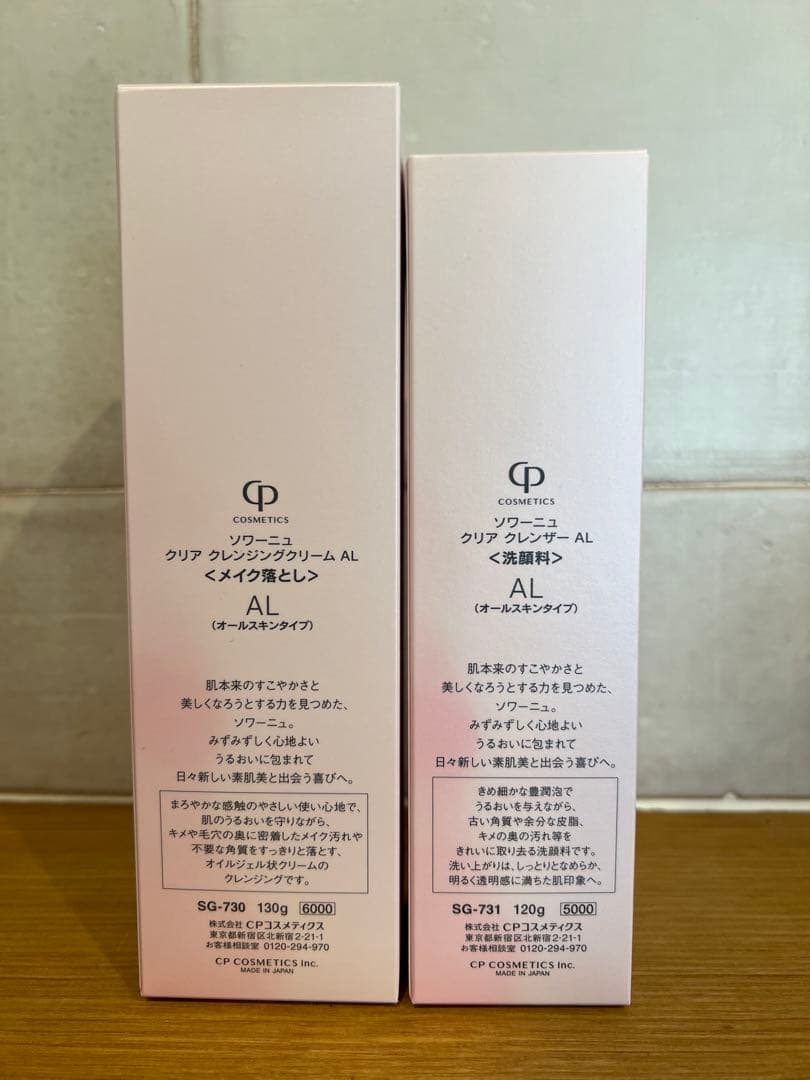 CP
COSMETICS
ソワーニュ
クリア クレンジングクリーム AL
<メイク落とし>
AL
(オールスキンタイプ)
肌本来のすこやかさと
美しくなろうとする力を見つめた、
ソワーニュ。
みずみずしく心地よい
うるおいに包まれて
日々新しい素肌美と出会う喜びへ。
まろやかな感触のやさしい使い心地で、
肌のうるおいを守りながら、
キメや毛穴の奥に密着したメイク汚れや
不要な角質をすっきりと落とす、
オイルジェル状クリームの
クレンジングです。
SG-730 130g 6000
株式会社 CPコスメティクス
東京都新宿区北新宿2-21-1
お客様相談室 0120-294-970
CP COSMETICS Inc.
MADE IN JAPAN
CP
COSMETICS
ソワーニュ
クリア クレンザー AL
<洗顔料>
AL
(オールスキンタイプ)
肌本来のすこやかさと
美しくなろうとする力を見つめた、
ソワーニュ。
みずみずしく心地よい
うるおいに包まれて
日々新しい素肌美と出会う喜びへ。
きめ細かな豊潤泡で
うるおいを与えながら、
古い角質や余分な皮脂、
キメの奥の汚れ等を
きれいに取り去る洗顔料です。
洗い上がりは、しっとりとなめらか、
明るく透明感に満ちた肌印象へ。
SG-731 120g 5000
株式会社 CPコスメティクス
東京都新宿区北新宿2-21-1
お客様相談室 0120-294-970
CP COSMETICS Inc.
MADE IN JAPAN